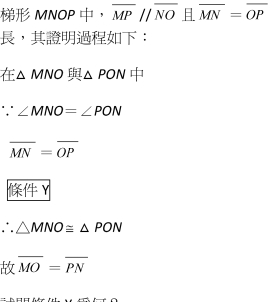 梯形 MNOP 中, MP // NO 且 MN = OP
長,其證明過程如下:
在△ MNO 與△ PON 中
∵∠MNO=∠PON
MN = OP
條件 Y
∴△MNO≅ △ PON
故 MO = PN